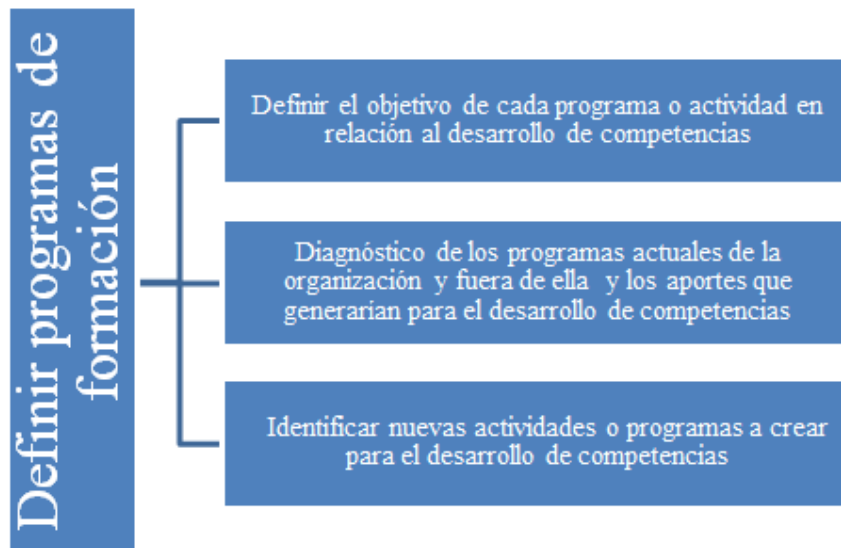 Definir programas de
formación
Definir el objetivo de cada programa o actividad en
relación al desarrollo de competencias
Diagnóstico de los programas actuales de la
organización y fuera de ella y los aportes que
generarían para el desarrollo de competencias
Identificar nuevas actividades o programas a crear
para el desarrollo de competencias